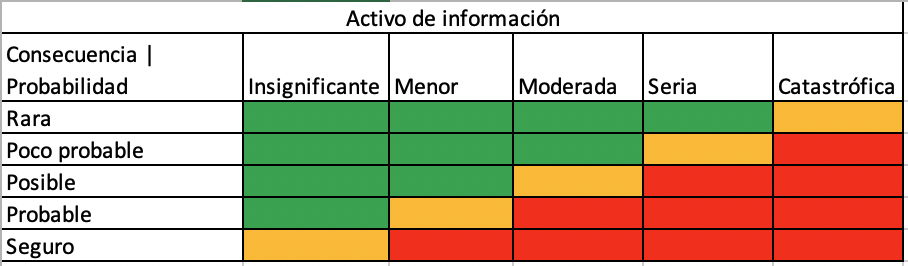 Activo de información
Consecuencia |
Probabilidad
Insignificante Menor Moderada Seria Catastrófica
Rara
Poco probable
Posible
Probable
Seguro